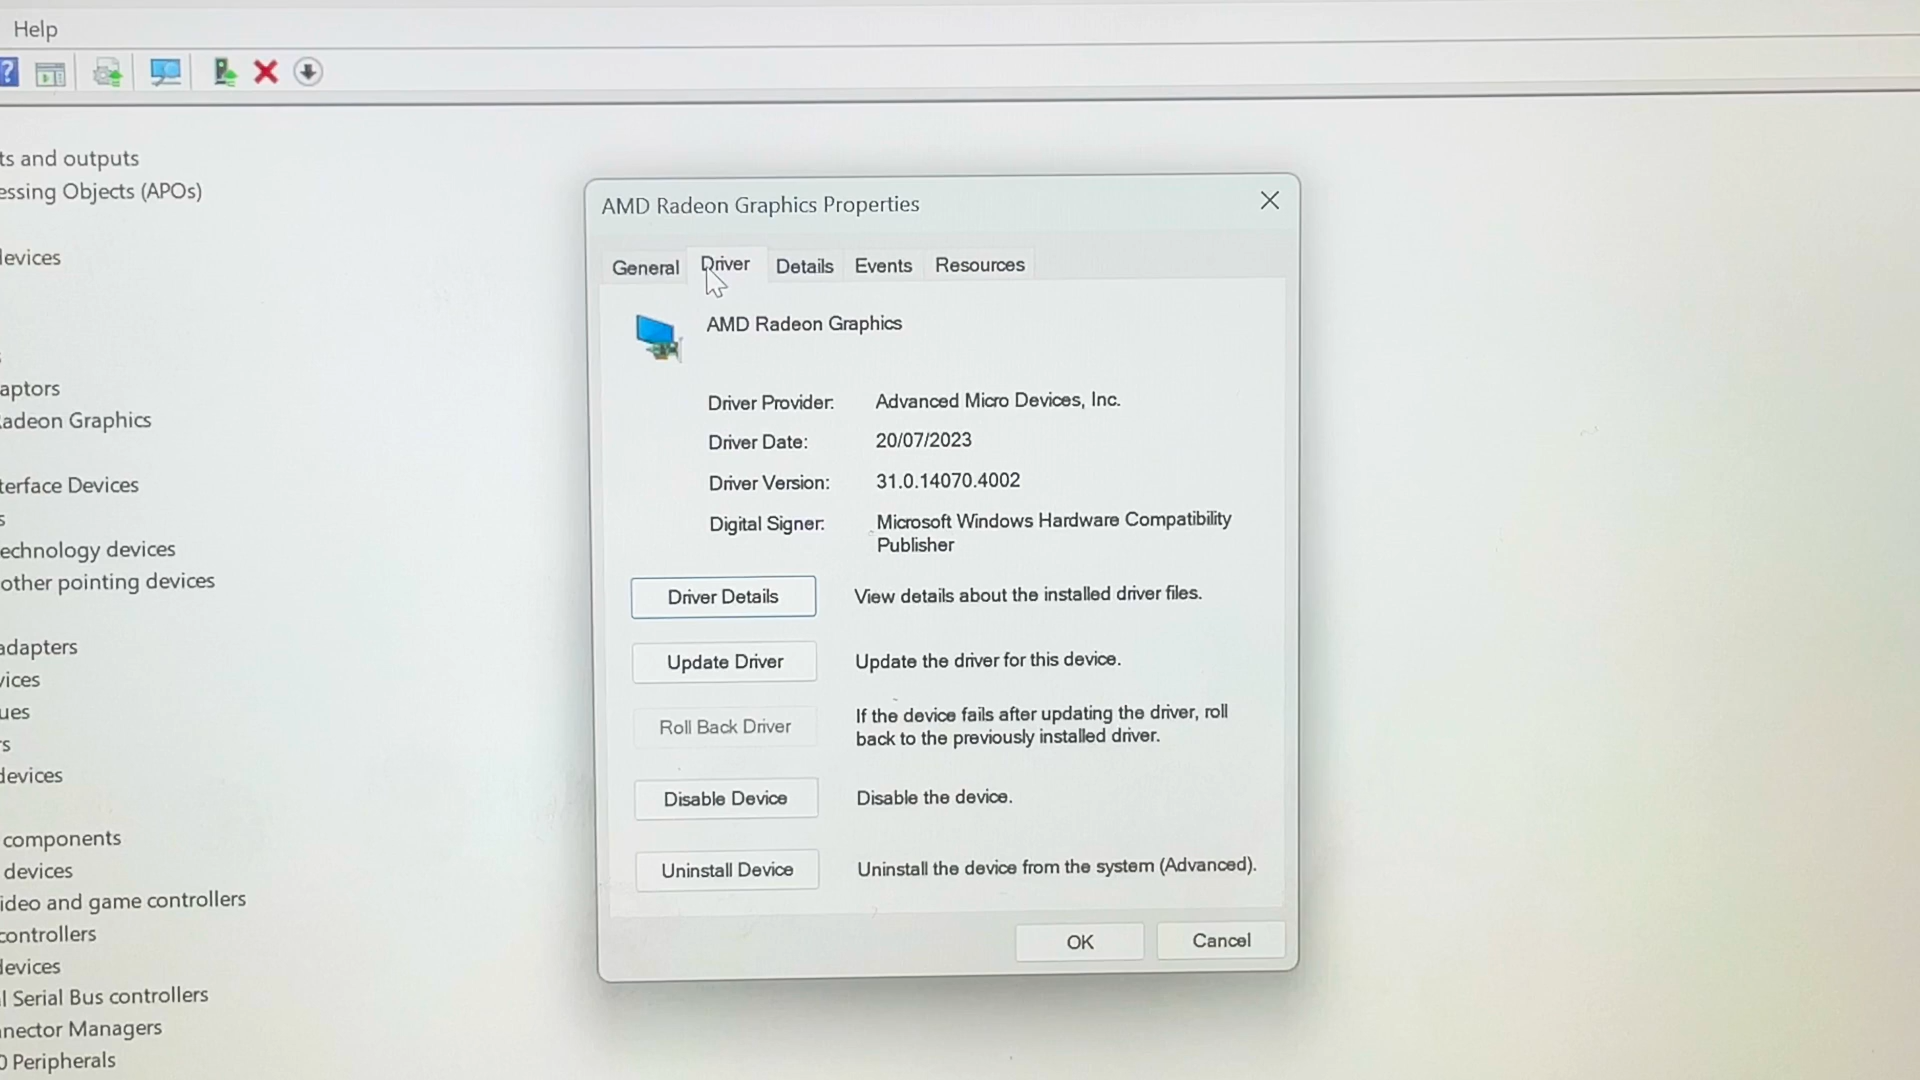 Help
ts and outputs
essing Objects (APOs)
devices
aptors
Radeon Graphics
terface Devices
s
echnology devices
other pointing devices
adapters
vices
ues
rs
devices
components
devices
ideo and game controllers
controllers
devices
l Serial Bus controllers
nnector Managers
0 Peripherals
AMD Radeon Graphics Properties
General Driver Details Events Resources
AMD Radeon Graphics
Driver Provider: Advanced Micro Devices, Inc.
Driver Date: 20/07/2023
Driver Version: 31.0.14070.4002
Digital Signer: Microsoft Windows Hardware Compatibility
Publisher
Driver Details View details about the installed driver files.
Update Driver Update the driver for this device.
Roll Back Driver If the device fails after updating the driver, roll
back to the previously installed driver.
Disable Device Disable the device.
Uninstall Device Uninstall the device from the system (Advanced).
OK Cancel